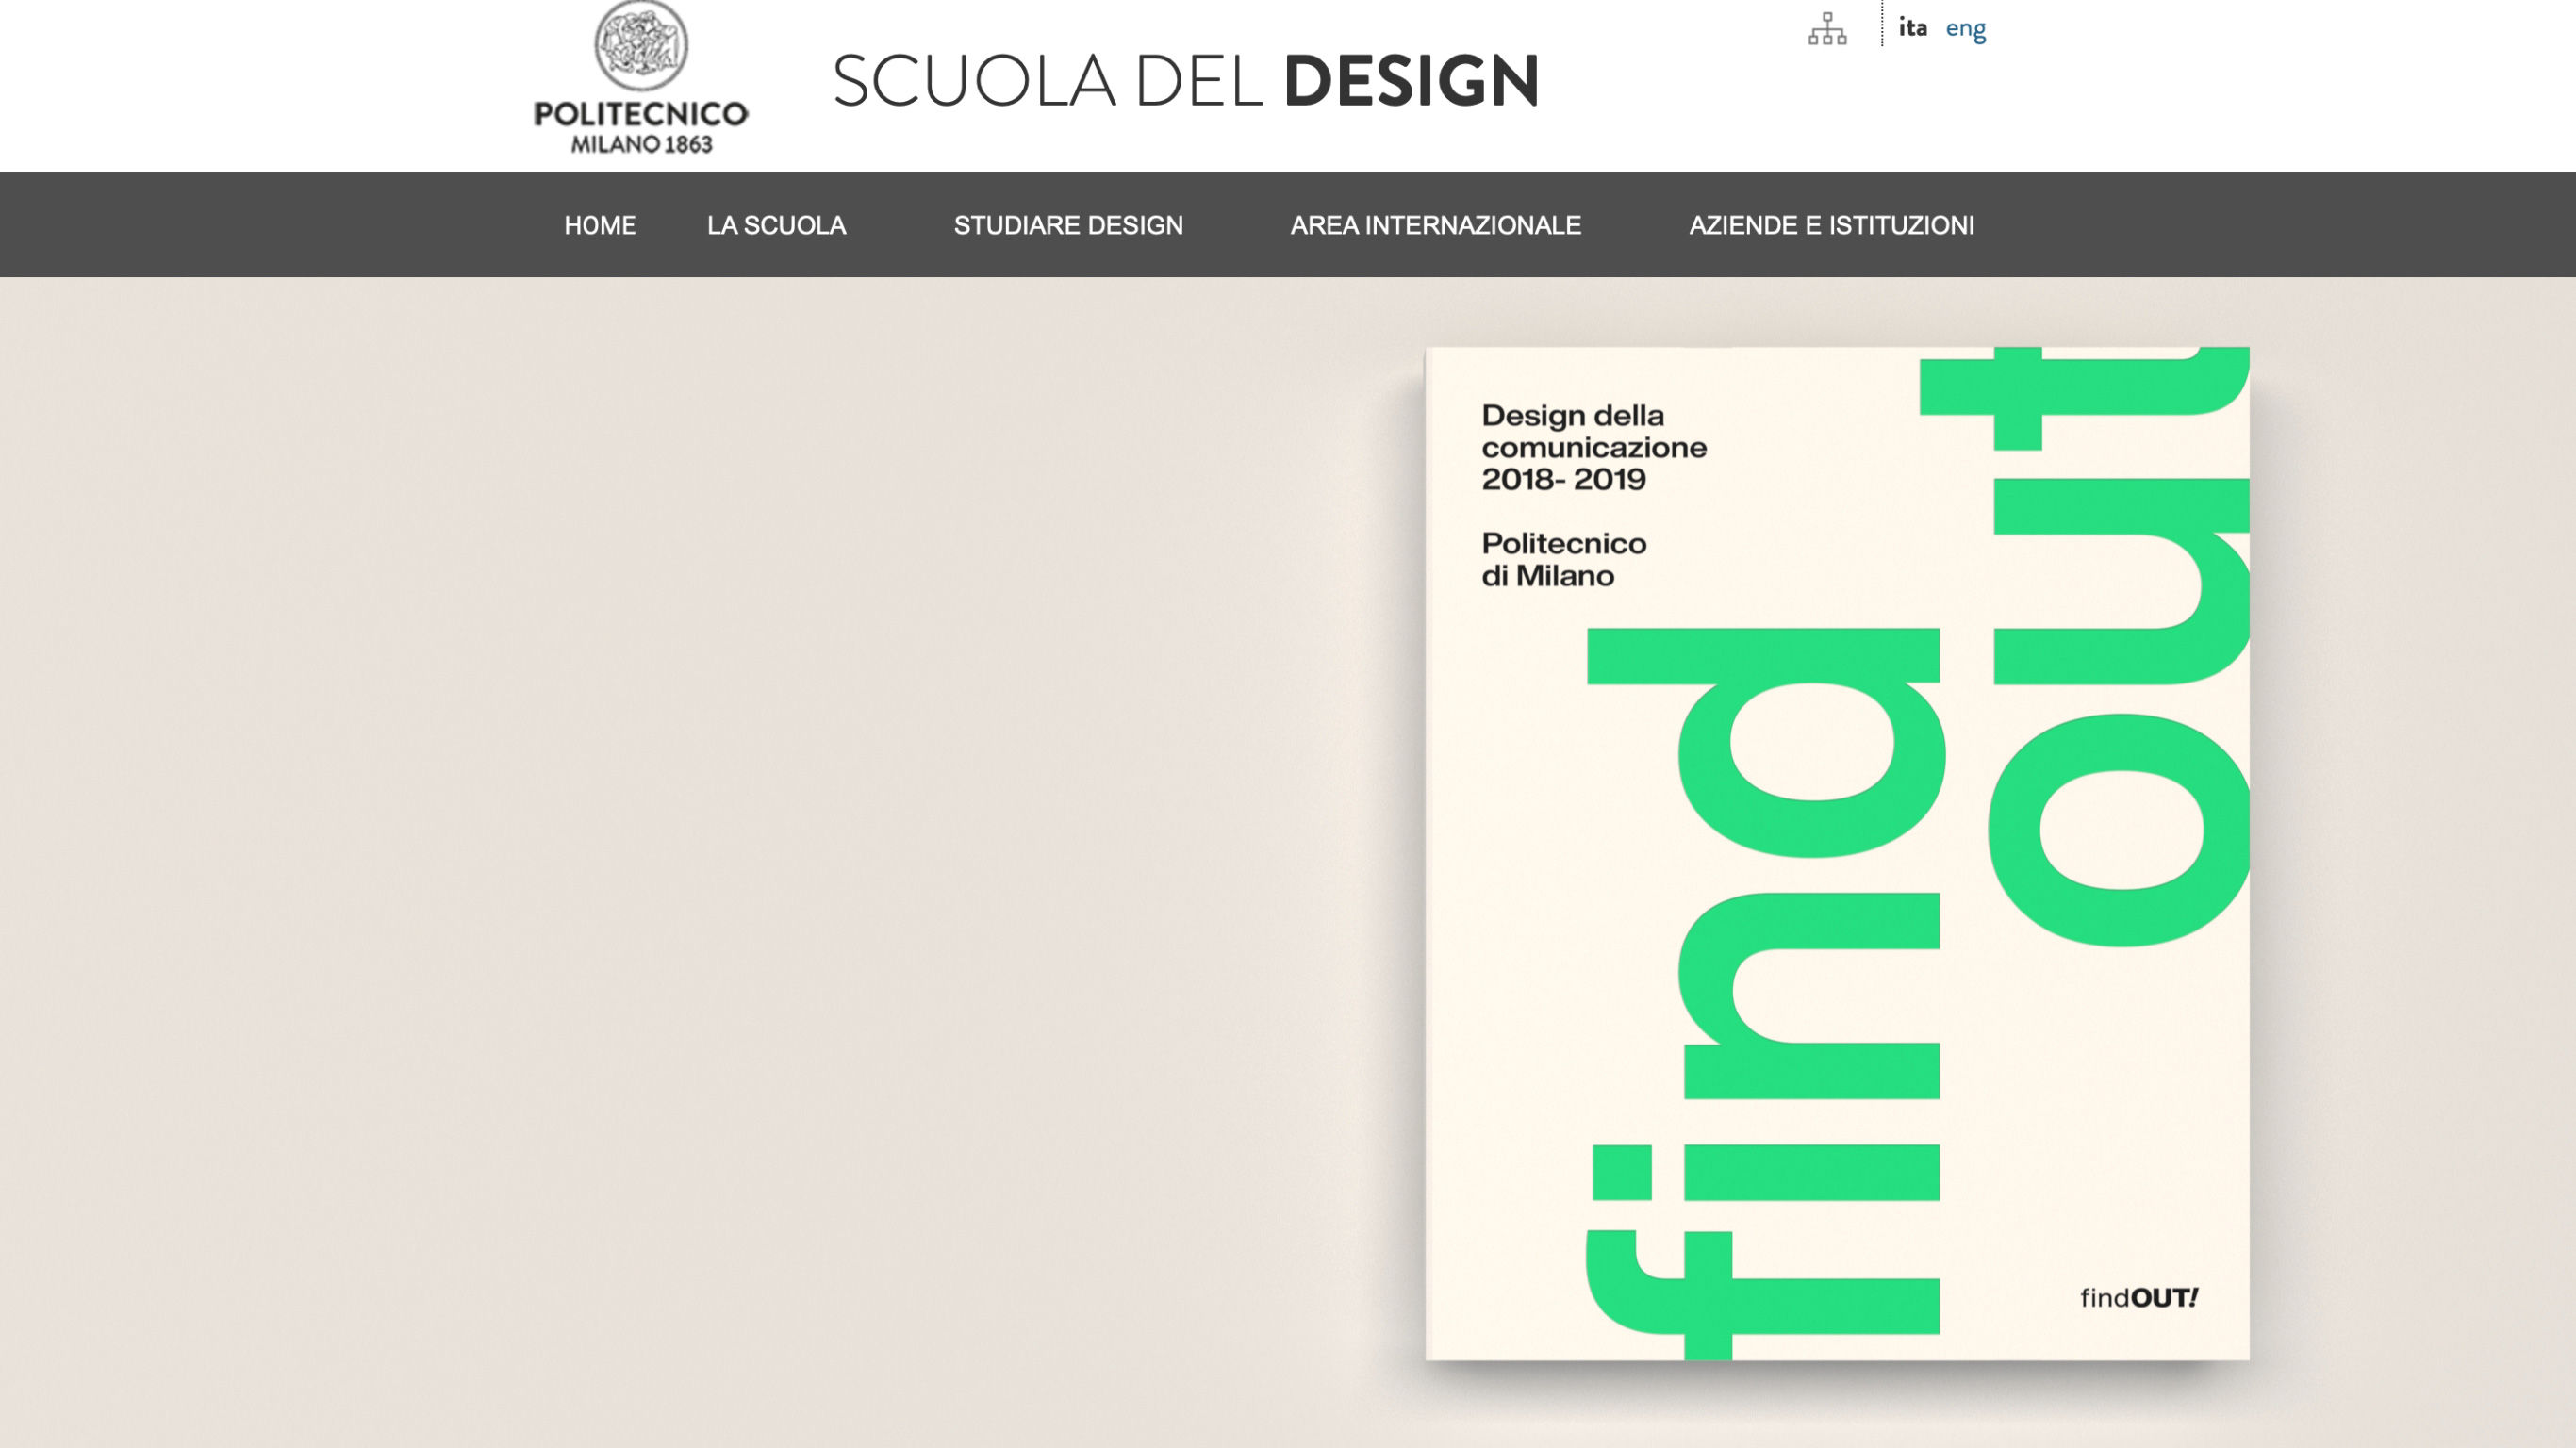 POLITECNICO
MILANO 1863
SCUOLA DEL DESIGN
ita eng
HOME LA SCUOLA STUDIARE DESIGN AREA INTERNAZIONALE AZIENDE E ISTITUZIONI
Design della
comunicazione
2018- 2019
Politecnico
di Milano
find
out
findOUT!